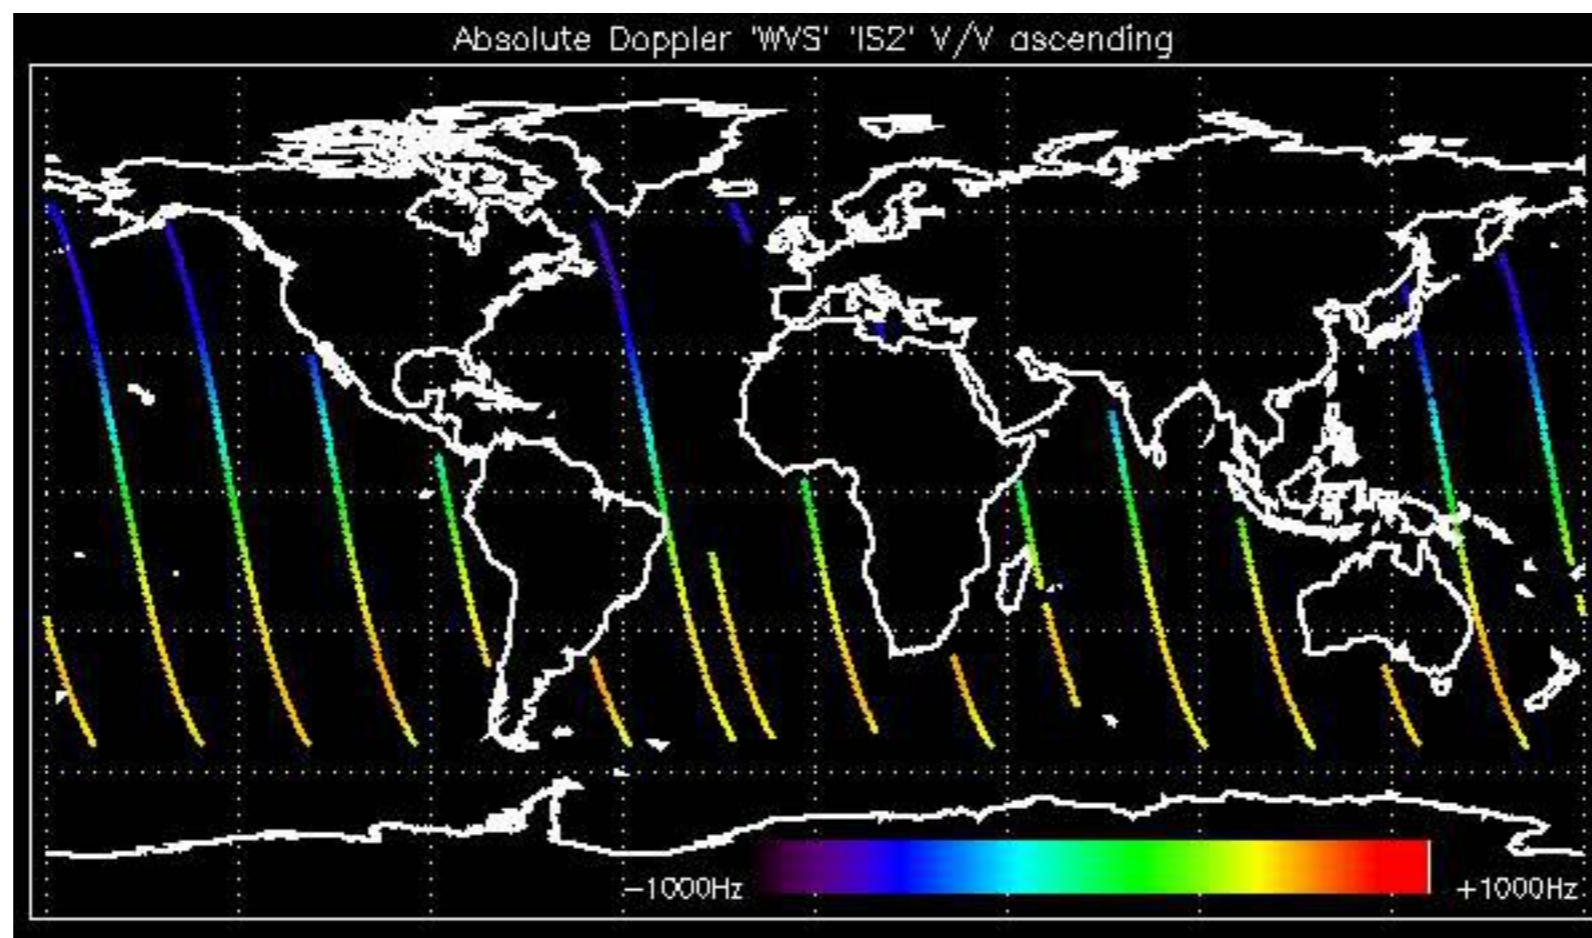 Absolute Doppler 'WVS' 'IS2' V/V ascending
−1000Hz +1000Hz